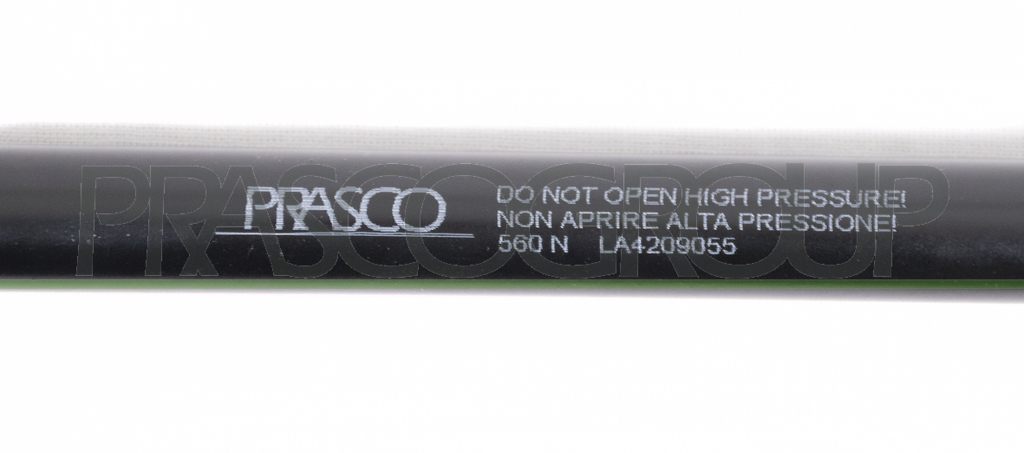 PRASCO
DO NOT OPEN HIGH PRESSURE!
NON APRIRE ALTA PRESSIONE!
560 N LA4209055
PRASCOGROUP